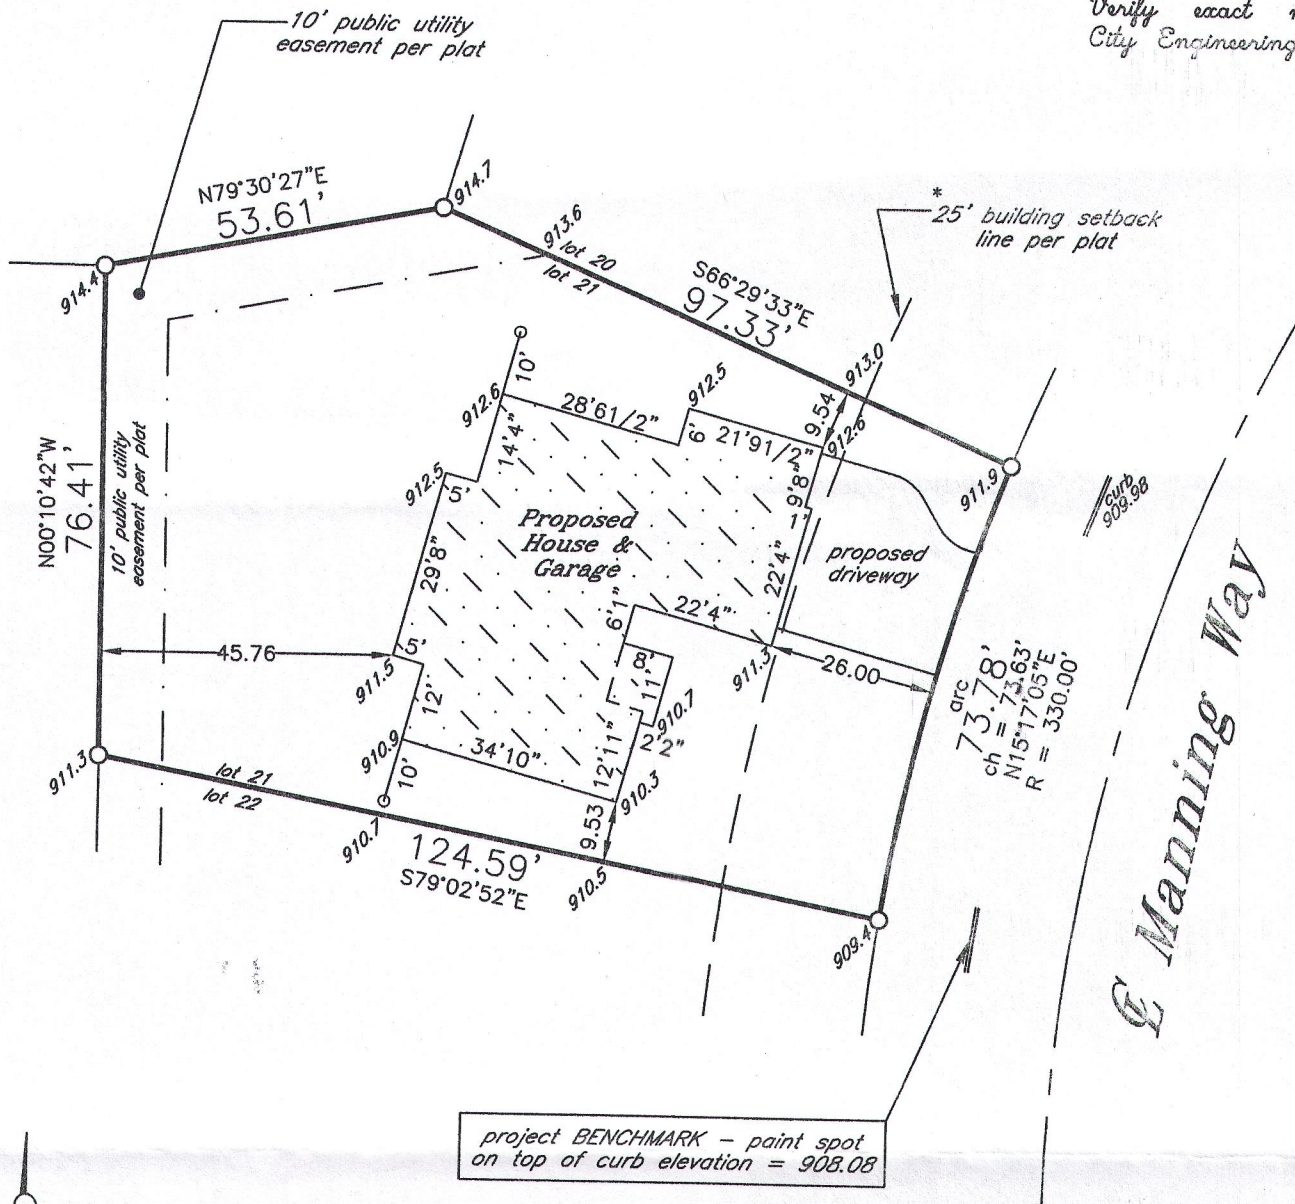 10' public utility
easement per plat
Verify exact
City Engineering
N79°30'27"E
53.61'
914.7
914.4
913.6
lot 20
lot 21
S66°29'33"E
97.33'
*
25' building setback
line per plat
913.0
9.54
912.6
911.9
curb
909.98
10'
912.6
28'61/2"
912.5
6'
21'91/2"
14'4"
912.5
5'
9'8"
1'
Proposed
House &
Garage
proposed
driveway
N00°10'42"W
76.41'
10' public utility
easement per plat
29'8"
22'4"
6'1"
22'4"
45.76
5'
911.5
12'
8'
11'
911.3
26.00
910.7
2'2"
arc
73.78'
ch = 73.63'
N15°17'05"E
R = 330.00'
₵ Manning Way
911.3
lot 21
lot 22
910.9
34'10"
12'11"
10'
910.3
9.53
910.7
124.59'
S79°02'52"E
910.5
909.4
project BENCHMARK – paint spot
on top of curb elevation = 908.08